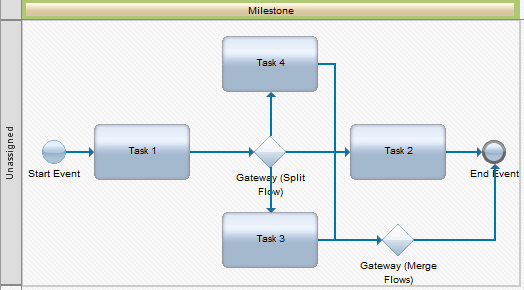 Milestone
Unassigned
Task 4
Task 1
Task 2
Start Event
Gateway (Split
Flow)
End Event
Task 3
Gateway (Merge
Flows)